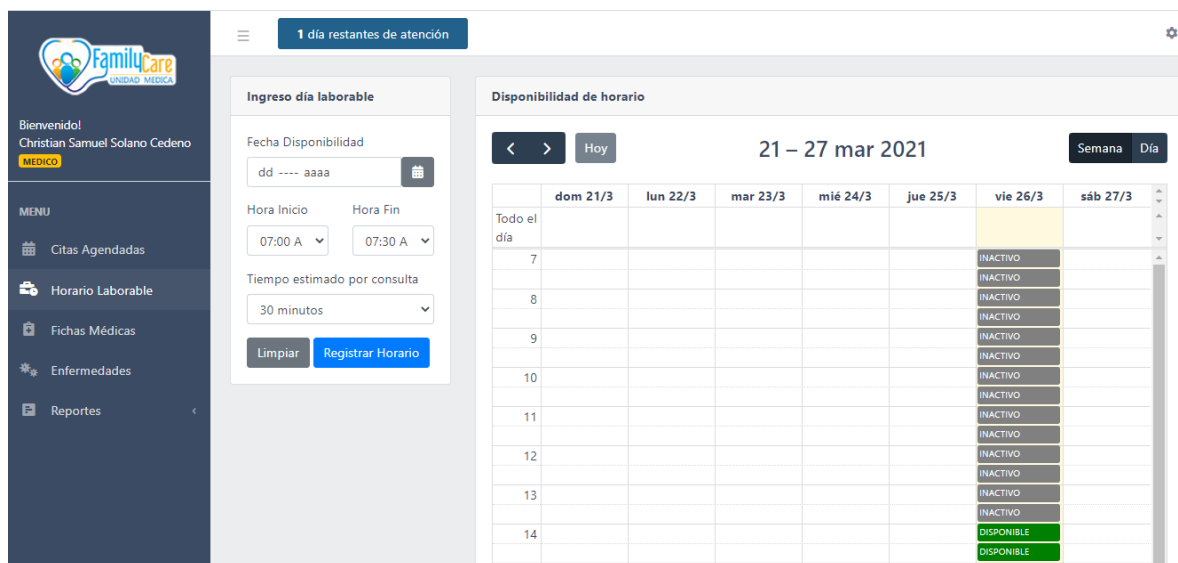 FamilyCare
UNIDAD MEDICA
Bienvenido!
Christian Samuel Solano Cedeno
MEDICO
MENU
Citas Agendadas
Horario Laborable
Fichas Médicas
Enfermedades
Reportes
1 día restantes de atención
Ingreso día laborable
Fecha Disponibilidad
dd ---- aaaa
Hora Inicio Hora Fin
07:00 A 07:30 A
Tiempo estimado por consulta
30 minutos
Limpiar Registrar Horario
Disponibilidad de horario
Hoy 21 – 27 mar 2021 Semana Día
dom 21/3 lun 22/3 mar 23/3 mié 24/3 jue 25/3 vie 26/3 sáb 27/3
Todo el
día
7 INACTIVO
INACTIVO
8 INACTIVO
INACTIVO
9 INACTIVO
INACTIVO
10 INACTIVO
INACTIVO
11 INACTIVO
INACTIVO
12 INACTIVO
INACTIVO
13 INACTIVO
INACTIVO
14 DISPONIBLE
DISPONIBLE